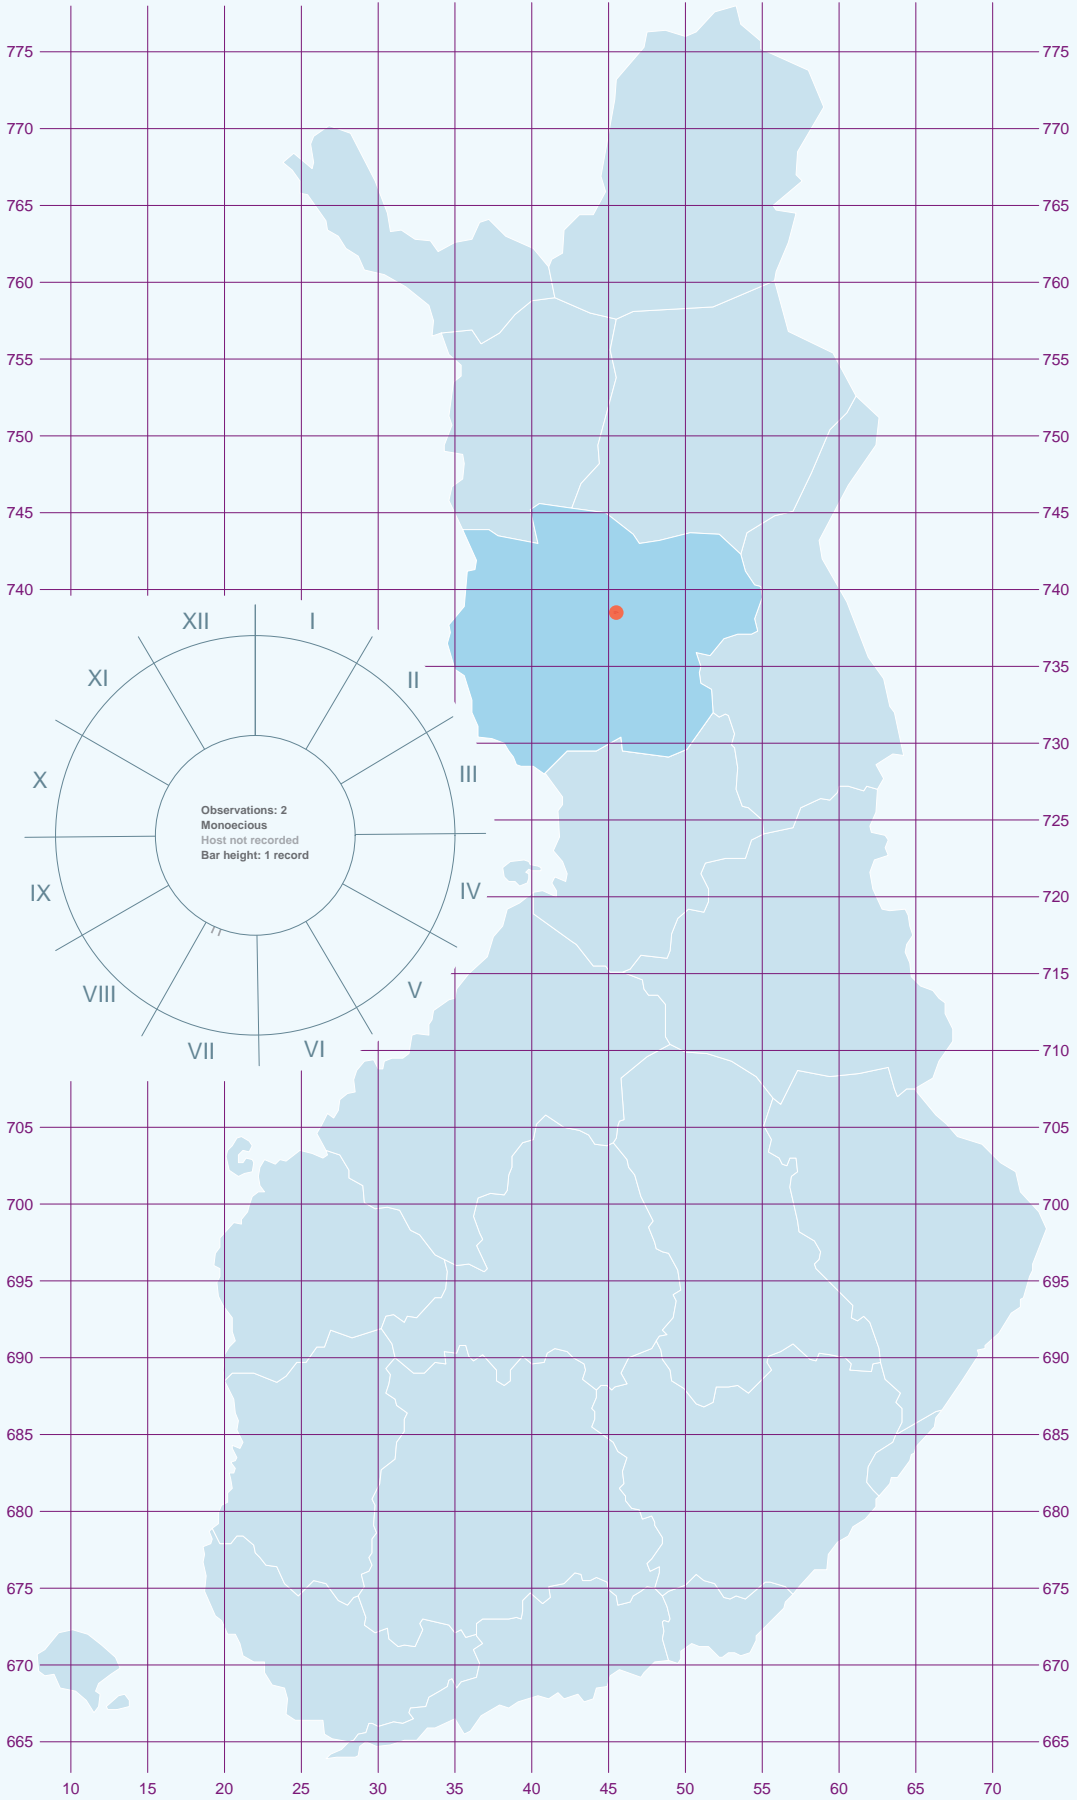 775 775
770 770
765 765
760 760
755 755
750 750
745 745
740 740
XII I
XI II
735
X III
730
Observations: 2
Monoecious
Host not recorded
Bar height: 1 record
725
IX IV
720
VIII V
715
VII VI
710
705 705
700 700
695 695
690 690
685 685
680 680
675 675
670 670
665 665
10 15 20 25 30 35 40 45 50 55 60 65 70